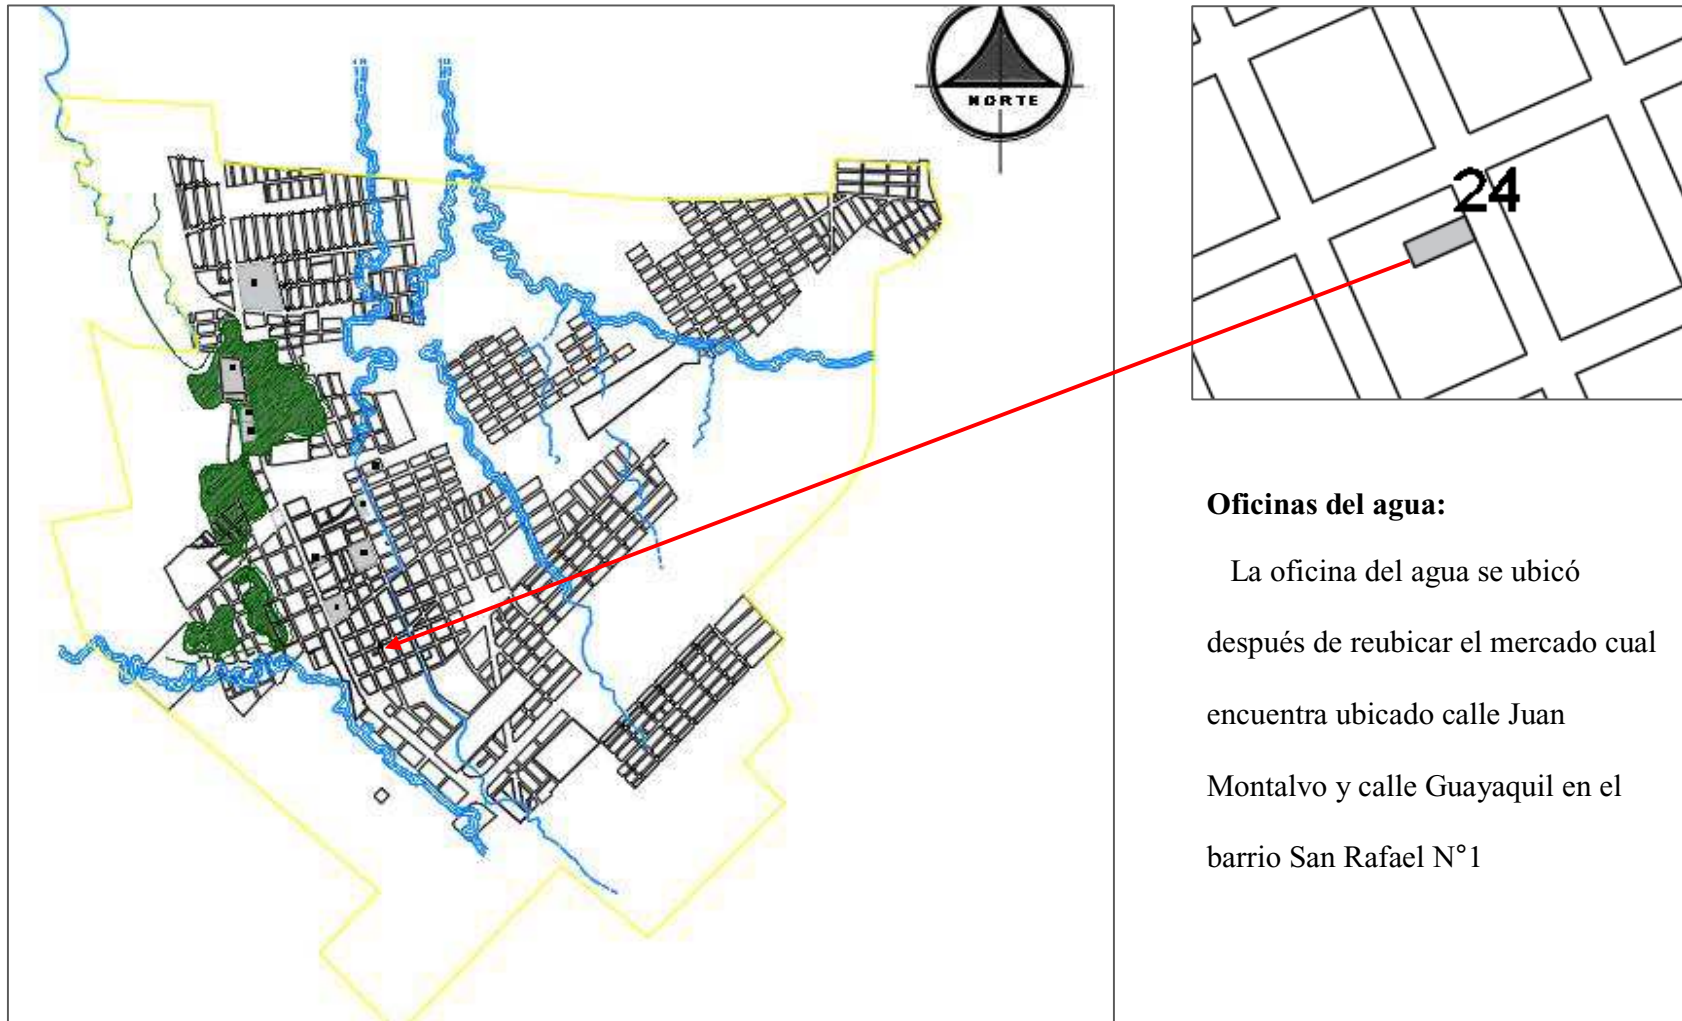 NORTE
24
Oficinas del agua:
La oficina del agua se ubicó
después de reubicar el mercado cual
encuentra ubicado calle Juan
Montalvo y calle Guayaquil en el
barrio San Rafael N°1